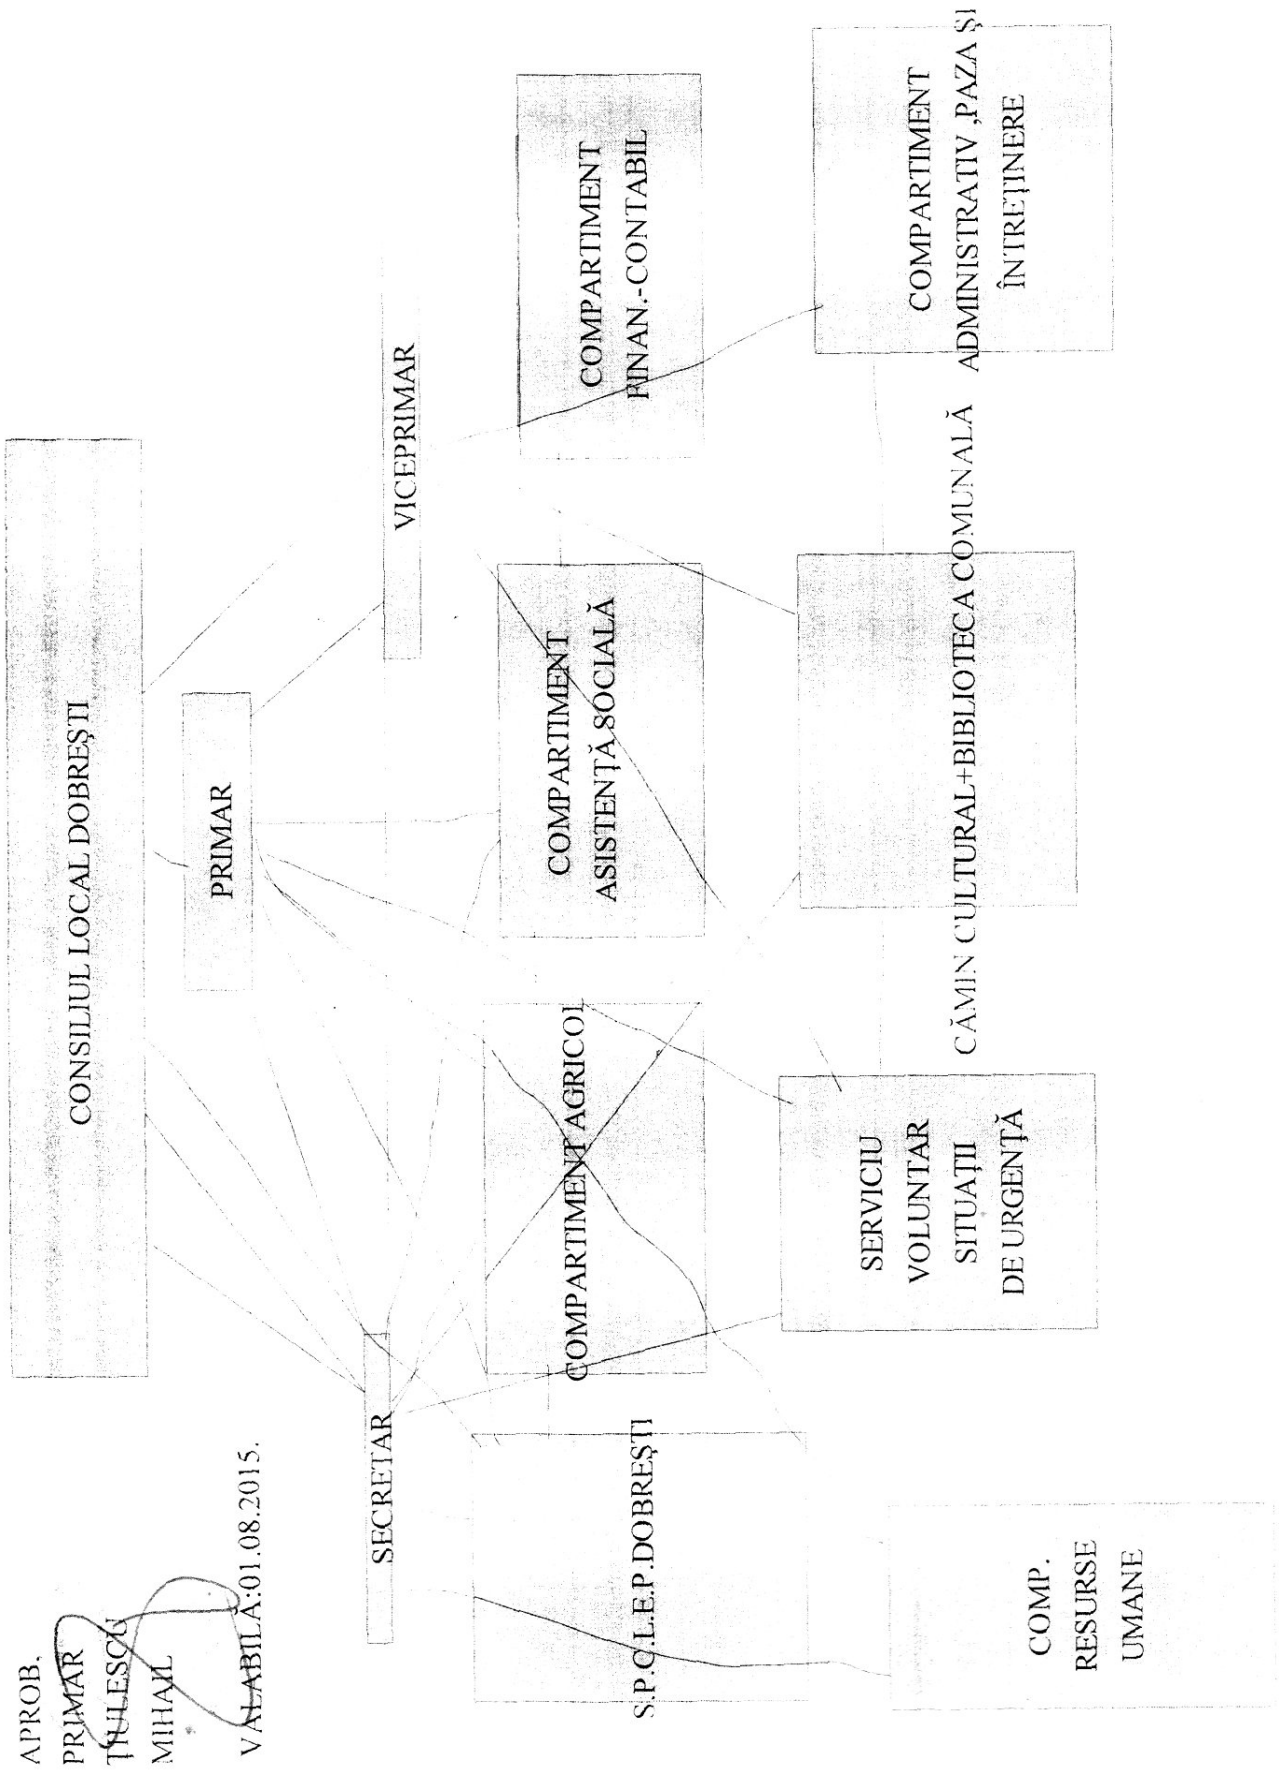 APROB.
PRIMAR
ȚIULESCU
MIHAIL
VALABILĂ:01.08.2015.
CONSILIUL LOCAL DOBREȘTI
PRIMAR
SECRETAR
VICEPRIMAR
S.P.C.L.E.P.DOBREȘTI
COMPARTIMENT AGRICOL
COMPARTIMENT
ASISTENȚĂ SOCIALĂ
COMPARTIMENT
FINAN.-CONTABIL
COMP.
RESURSE
UMANE
SERVICIU
VOLUNTAR
SITUAȚII
DE URGENȚĂ
CĂMIN CULTURAL+BIBLIOTECA COMUNALĂ
COMPARTIMENT
ADMINISTRATIV ,PAZA ȘI
ÎNTREȚINERE